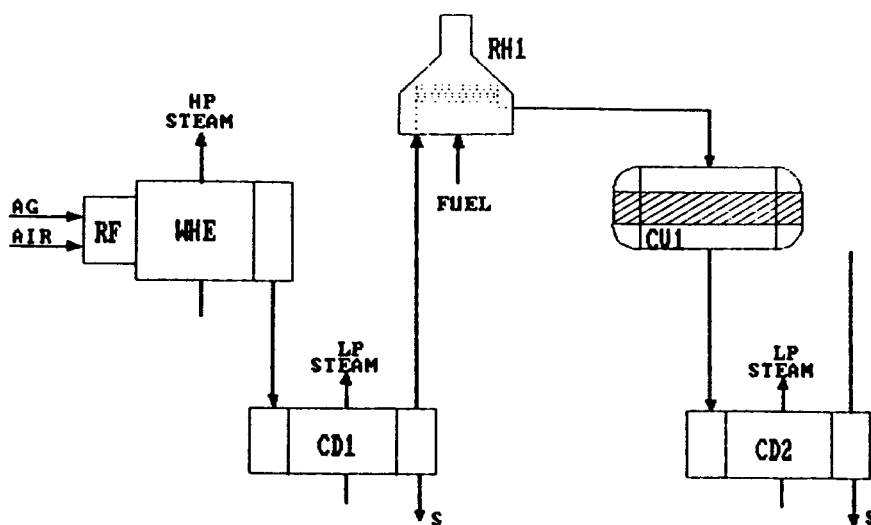 RH1
HP
STEAM
AG
AIR
RF
WHE
FUEL
CU1
LP
STEAM
LP
STEAM
CD1
CD2
S
S